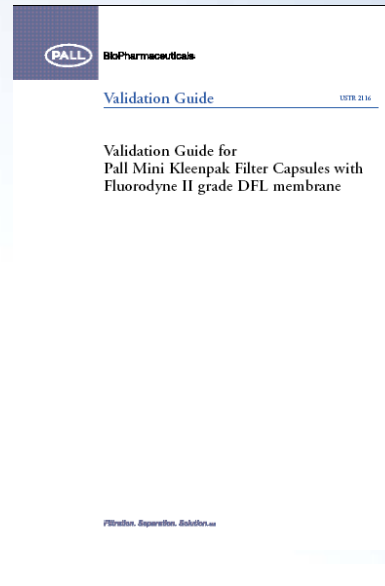 PALL
BioPharmaceuticals
Validation Guide
USTR 2116
Validation Guide for
Pall Mini Kleenpak Filter Capsules with
Fluorodyne II grade DFL membrane
Filtration. Separation. Solution.SM